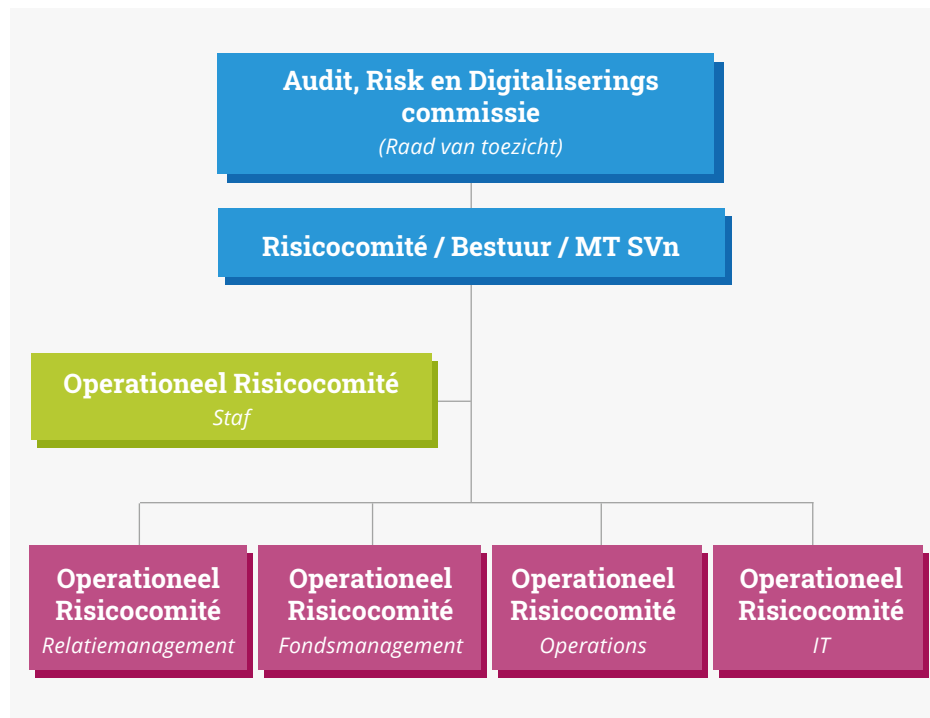 Audit, Risk en Digitaliserings
commissie
(Raad van toezicht)
Risicocomité / Bestuur / MT SVn
Operationeel Risicocomité
Staf
Operationeel
Risicocomité
Relatiemanagement
Operationeel
Risicocomité
Fondsmanagement
Operationeel
Risicocomité
Operations
Operationeel
Risicocomité
IT